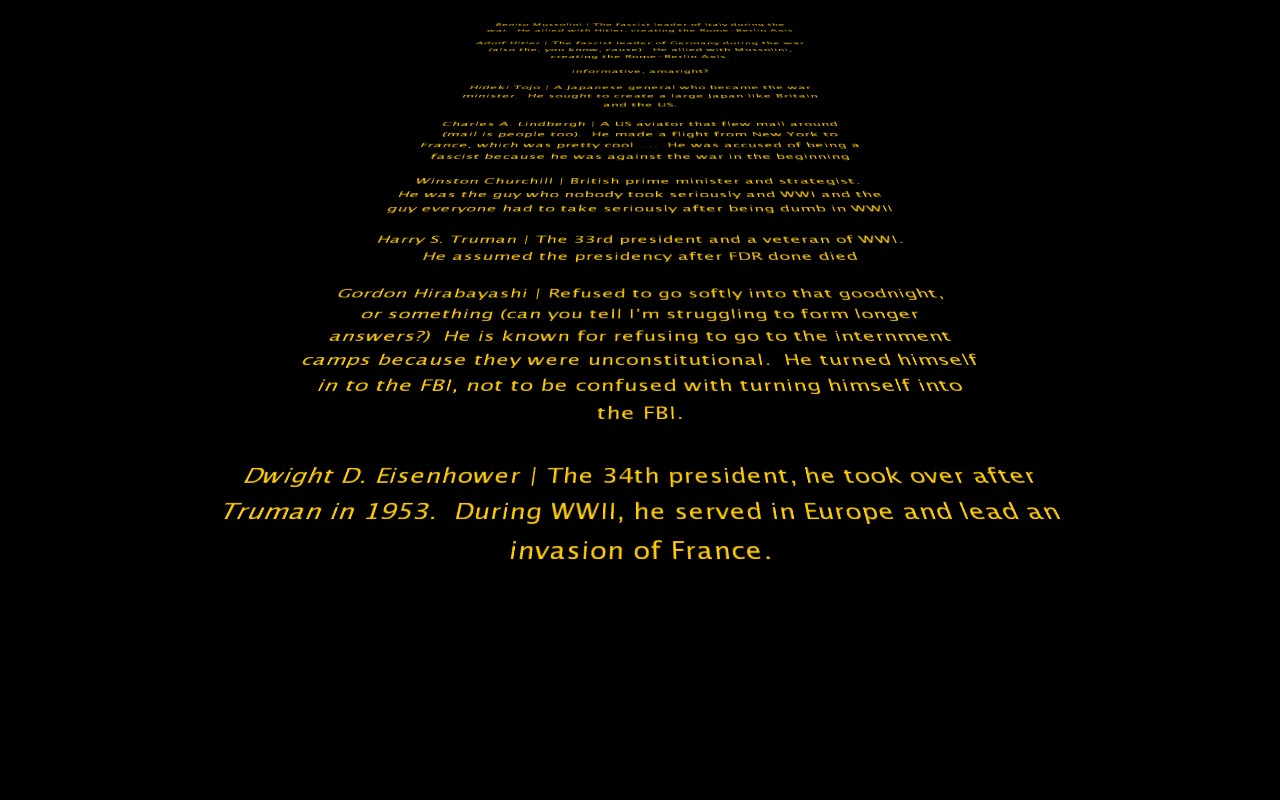 Benito Mussolini | The fascist leader of Italy during the
war. He allied with Hitler, creating the Rome-Berlin Axis
Adolf Hitler | The fascist leader of Germany during the war
(also the, you know, cause). He allied with Mussolini,
creating the Rome-Berlin Axis.
informative, amaright?
Hideki Tojo | A Japanese general who became the war
minister. He sought to create a large Japan like Britain
and the US.
Charles A. Lindbergh | A US aviator that flew mail around
(mail is people too). He made a flight from New York to
France, which was pretty cool..... He was accused of being a
fascist because he was against the war in the beginning
Winston Churchill | British prime minister and strategist.
He was the guy who nobody took seriously and WWI and the
guy everyone had to take seriously after being dumb in WWII
Harry S. Truman | The 33rd president and a veteran of WWI.
He assumed the presidency after FDR done died
Gordon Hirabayashi | Refused to go softly into that goodnight,
or something (can you tell I'm struggling to form longer
answers?) He is known for refusing to go to the internment
camps because they were unconstitutional. He turned himself
in to the FBI, not to be confused with turning himself into
the FBI.
Dwight D. Eisenhower | The 34th president, he took over after
Truman in 1953. During WWII, he served in Europe and lead an
invasion of France.